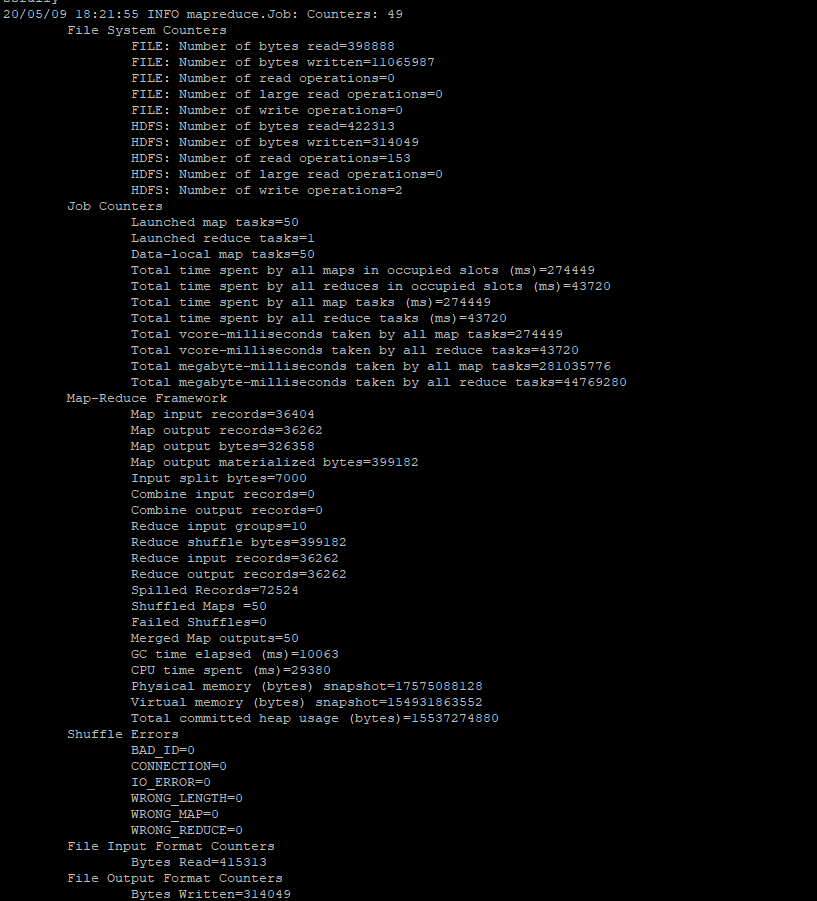 20/05/09 18:21:55 INFO mapreduce.Job: Counters: 49
File System Counters
FILE: Number of bytes read=398888
FILE: Number of bytes written=11065987
FILE: Number of read operations=0
FILE: Number of large read operations=0
FILE: Number of write operations=0
HDFS: Number of bytes read=422313
HDFS: Number of bytes written=314049
HDFS: Number of read operations=153
HDFS: Number of large read operations=0
HDFS: Number of write operations=2
Job Counters
Launched map tasks=50
Launched reduce tasks=1
Data-local map tasks=50
Total time spent by all maps in occupied slots (ms)=274449
Total time spent by all reduces in occupied slots (ms)=43720
Total time spent by all map tasks (ms)=274449
Total time spent by all reduce tasks (ms)=43720
Total vcore-milliseconds taken by all map tasks=274449
Total vcore-milliseconds taken by all reduce tasks=43720
Total megabyte-milliseconds taken by all map tasks=281035776
Total megabyte-milliseconds taken by all reduce tasks=44769280
Map-Reduce Framework
Map input records=36404
Map output records=36262
Map output bytes=326358
Map output materialized bytes=399182
Input split bytes=7000
Combine input records=0
Combine output records=0
Reduce input groups=10
Reduce shuffle bytes=399182
Reduce input records=36262
Reduce output records=36262
Spilled Records=72524
Shuffled Maps =50
Failed Shuffles=0
Merged Map outputs=50
GC time elapsed (ms)=10063
CPU time spent (ms)=29380
Physical memory (bytes) snapshot=17575088128
Virtual memory (bytes) snapshot=154931863552
Total committed heap usage (bytes)=15537274880
Shuffle Errors
BAD_ID=0
CONNECTION=0
IO_ERROR=0
WRONG_LENGTH=0
WRONG_MAP=0
WRONG_REDUCE=0
File Input Format Counters
Bytes Read=415313
File Output Format Counters
Bytes Written=314049